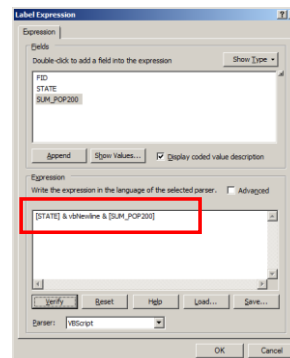 Label Expression
?
Expression
Fields
Double-click to add a field into the expression
Show Type
FID
STATE
SUM_POP200
Append
Show Values...
Display coded value description
Expression
Write the expression in the language of the selected parser.
Advanced
[STATE] & vbNewline & [SUM_POP200]
Verify
Reset
Help
Load...
Save...
Parser:
VBScript
OK
Cancel